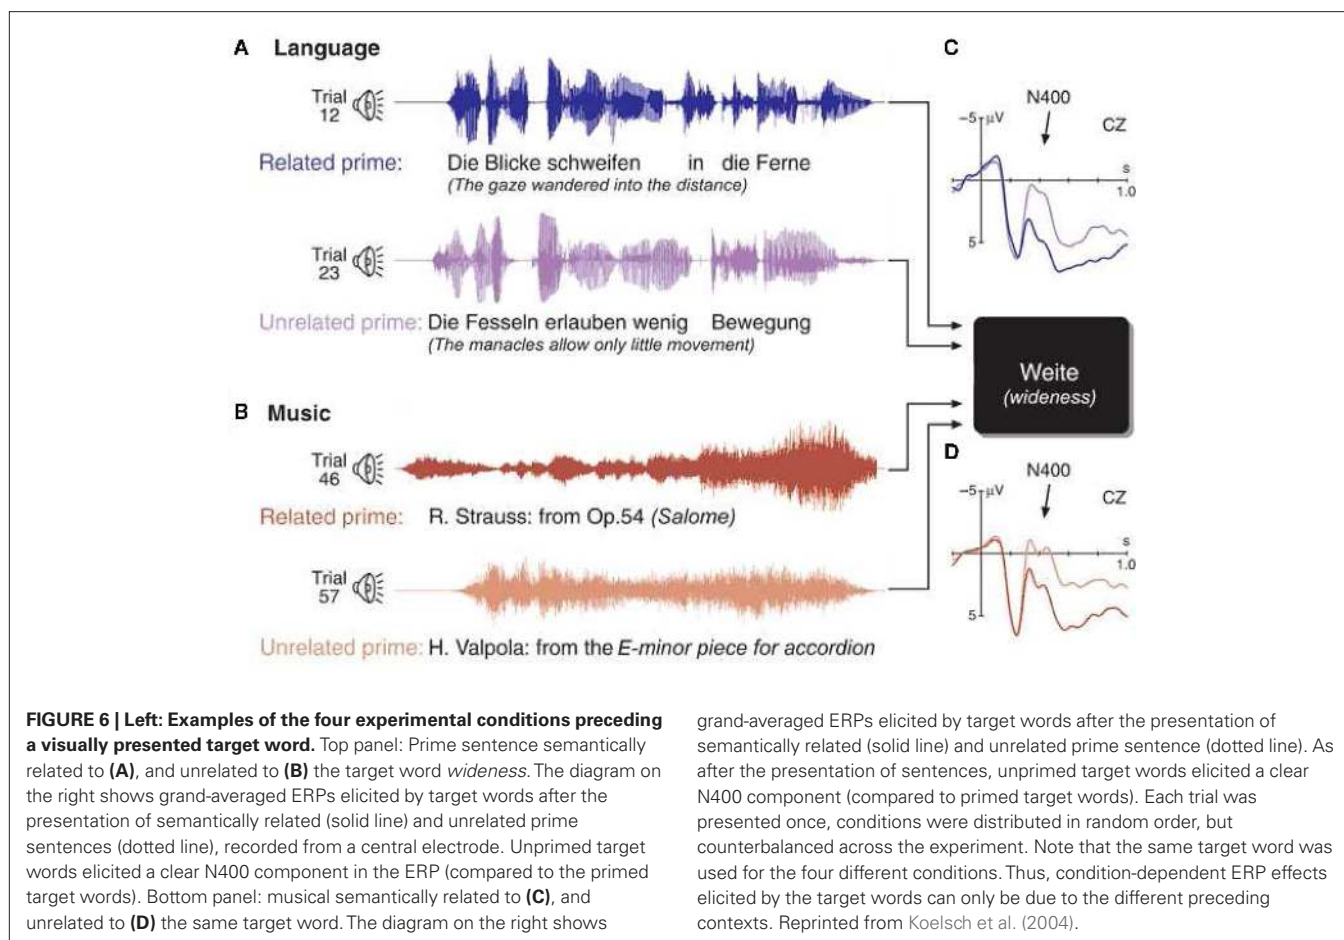 A Language
Trial
12
Related prime: Die Blicke schweifen in die Ferne
(The gaze wandered into the distance)
Trial
23
Unrelated prime: Die Fesseln erlauben wenig Bewegung
(The manacles allow only little movement)
B Music
Trial
46
Related prime: R. Strauss: from Op.54 (Salome)
Trial
57
Unrelated prime: H. Valpola: from the E-minor piece for accordion
C
N400
-5 µV CZ
s
1.0
5
Weite
(wideness)
D
N400
-5 µV CZ
s
1.0
5
FIGURE 6 | Left: Examples of the four experimental conditions preceding
a visually presented target word. Top panel: Prime sentence semantically
related to (A), and unrelated to (B) the target word wideness. The diagram on
the right shows grand-averaged ERPs elicited by target words after the
presentation of semantically related (solid line) and unrelated prime
sentences (dotted line), recorded from a central electrode. Unprimed target
words elicited a clear N400 component in the ERP (compared to the primed
target words). Bottom panel: musical semantically related to (C), and
unrelated to (D) the same target word. The diagram on the right shows
grand-averaged ERPs elicited by target words after the presentation of
semantically related (solid line) and unrelated prime sentence (dotted line). As
after the presentation of sentences, unprimed target words elicited a clear
N400 component (compared to primed target words). Each trial was
presented once, conditions were distributed in random order, but
counterbalanced across the experiment. Note that the same target word was
used for the four different conditions. Thus, condition-dependent ERP effects
elicited by the target words can only be due to the different preceding
contexts. Reprinted from Koelsch et al. (2004).